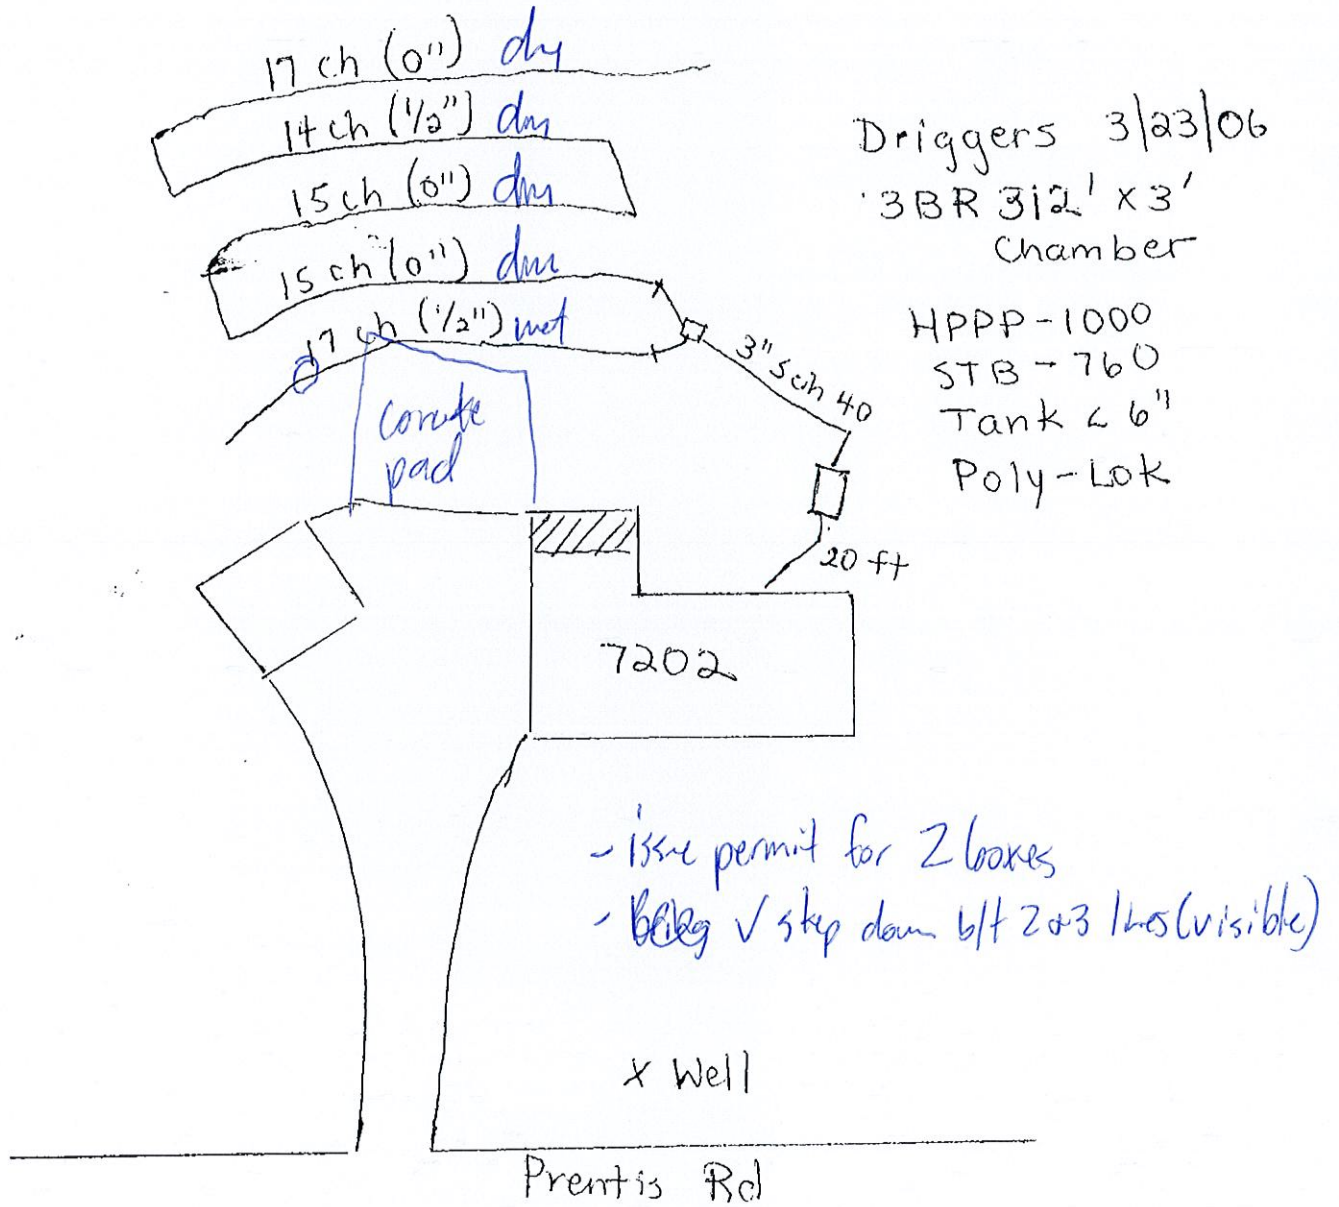 17 ch (0") dry
14 ch (1/2") dry
15 ch (0") dry
15 ch (0") dry
17 ch (1/2") wet
Driggers 3/23/06
3BR 312' x 3'
Chamber
HPPP-1000
STB-760
Tank < 6"
Poly-Lok
3" sch 40
conute
pad
20 ft
7202
- issue permit for 2 boxes
- ✓ step down b/t 2 & 3 lines (visible)
x Well
Prentis Rd